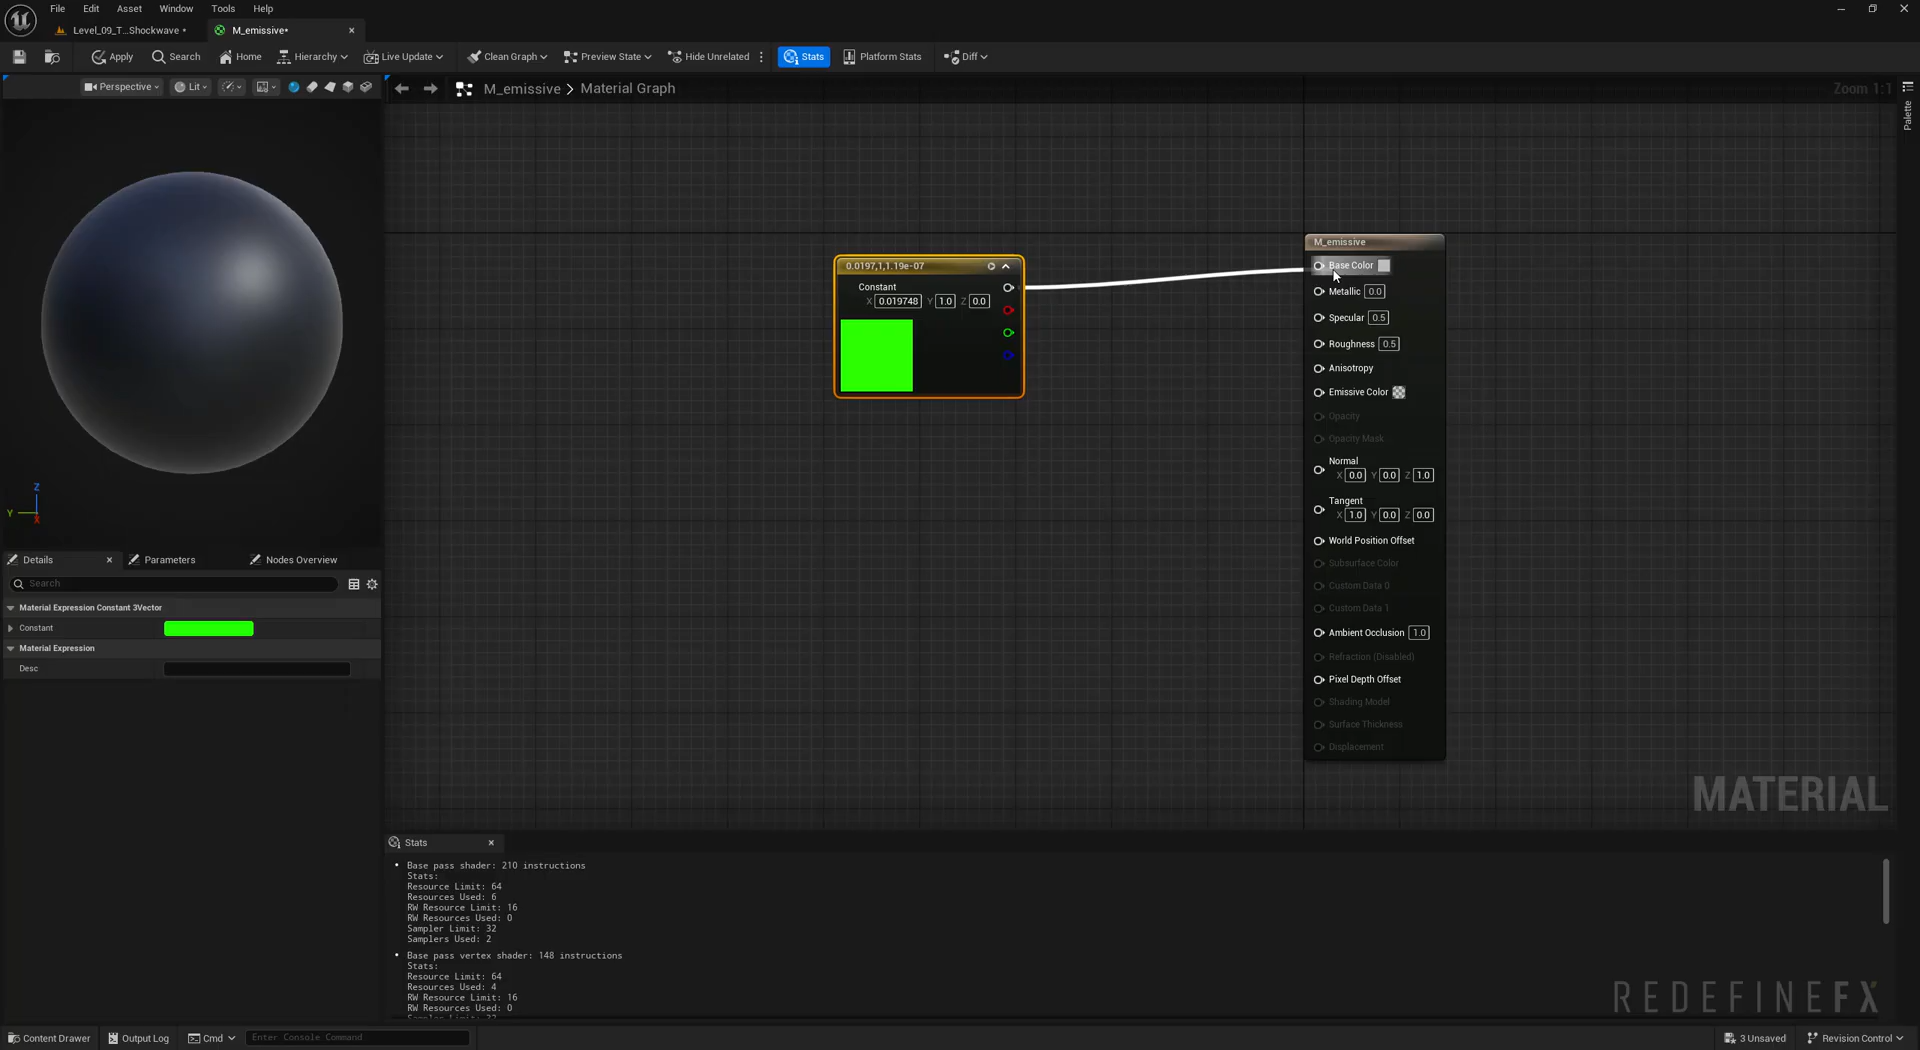 File Edit Asset Window Tools Help
Level_09_T...Shockwave •
M_emissive•
Apply Search Home Hierarchy Live Update Clean Graph Preview State Hide Unrelated Stats Platform Stats Diff
Perspective Lit
M_emissive > Material Graph
Zoom 1:1
Palette
0.0197,1,1.19e-07
Constant
X 0.019748 Y 1.0 Z 0.0
M_emissive
Base Color
Metallic 0.0
Specular 0.5
Roughness 0.5
Anisotropy
Emissive Color
Opacity
Opacity Mask
Normal
X 0.0 Y 0.0 Z 1.0
Tangent
X 1.0 Y 0.0 Z 0.0
World Position Offset
Subsurface Color
Custom Data 0
Custom Data 1
Ambient Occlusion 1.0
Refraction (Disabled)
Pixel Depth Offset
Shading Model
Surface Thickness
Displacement
MATERIAL
Z
Y
X
Details Parameters Nodes Overview
Search
Material Expression Constant 3Vector
Constant
Material Expression
Desc
Stats
• Base pass shader: 210 instructions
Stats:
Resource Limit: 64
Resources Used: 6
RW Resource Limit: 16
RW Resources Used: 0
Sampler Limit: 32
Samplers Used: 2
• Base pass vertex shader: 148 instructions
Stats:
Resource Limit: 64
Resources Used: 4
RW Resource Limit: 16
RW Resources Used: 0
Sampler Limit: 32
REDEFINEFX
Content Drawer Output Log Cmd Enter Console Command
3 Unsaved Revision Control